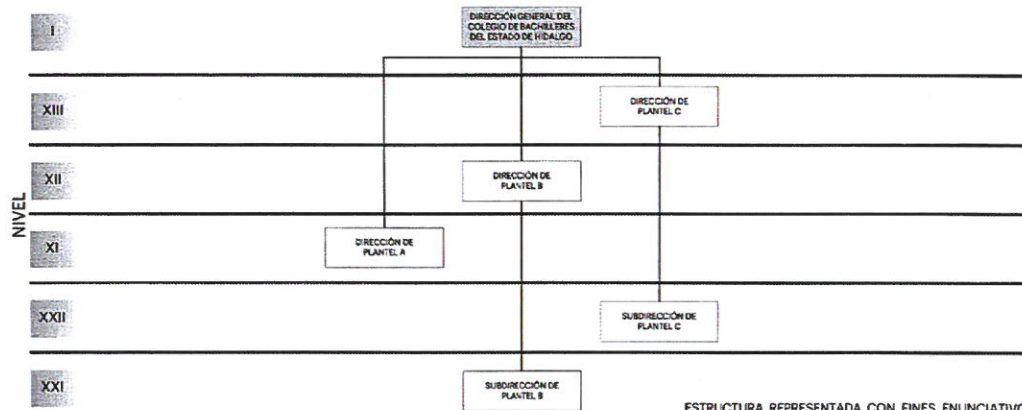 I
DIRECCIÓN GENERAL DEL
COLEGIO DE BACHILLERES
DEL ESTADO DE HIDALGO
XIII
DIRECCIÓN DE
PLANTEL C
XII
DIRECCIÓN DE
PLANTEL B
NIVEL
XI
DIRECCIÓN DE
PLANTEL A
XXII
SUBDIRECCIÓN DE
PLANTEL C
XXI
SUBDIRECCIÓN DE
PLANTEL B
ESTRUCTURA REPRESENTADA CON FINES ENUNCIATIVO